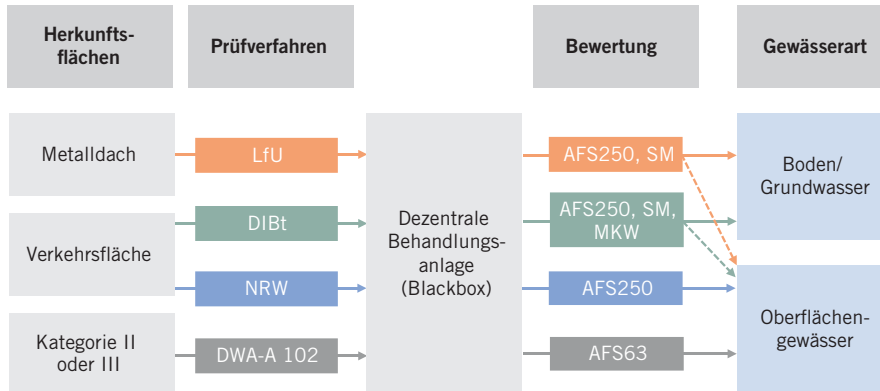 Herkunfts-
flächen
Prüfverfahren
Bewertung
Gewässerart
Metalldach
LfU
AFS250, SM
Boden/
Grundwasser
Verkehrsfläche
DIBt
Dezentrale
Behandlungs-
anlage
(Blackbox)
AFS250, SM,
MKW
NRW
AFS250
Oberflächen-
gewässer
Kategorie II
oder III
DWA-A 102
AFS63